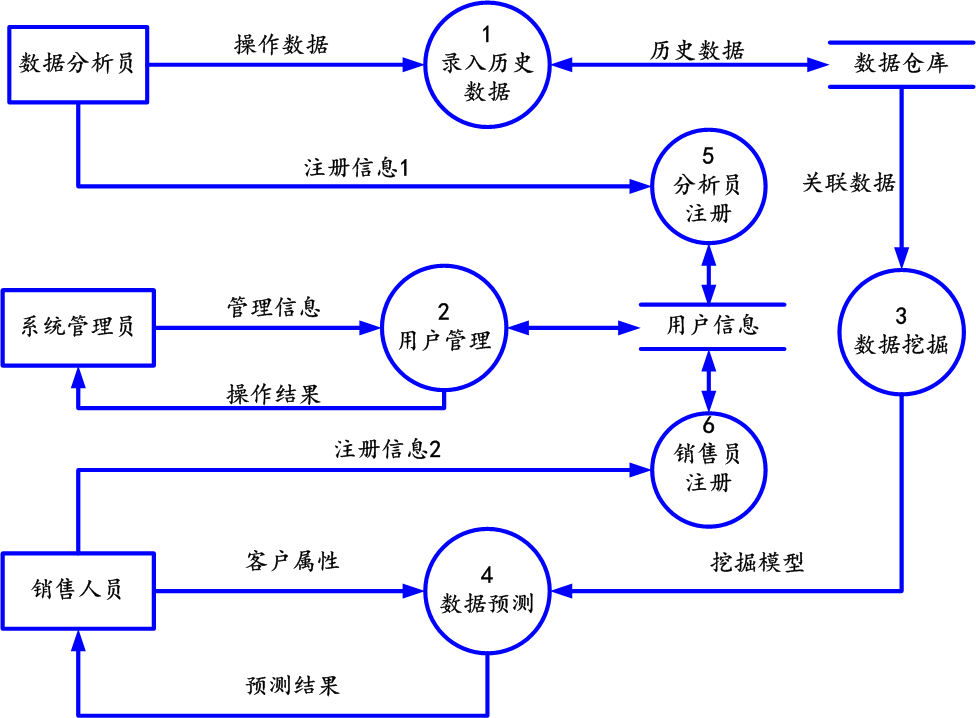 数据分析员
操作数据
1
录入历史
数据
历史数据
数据仓库
注册信息1
5
分析员
注册
关联数据
系统管理员
管理信息
2
用户管理
用户信息
3
数据挖掘
操作结果
注册信息2
6
销售员
注册
销售人员
客户属性
4
数据预测
挖掘模型
预测结果